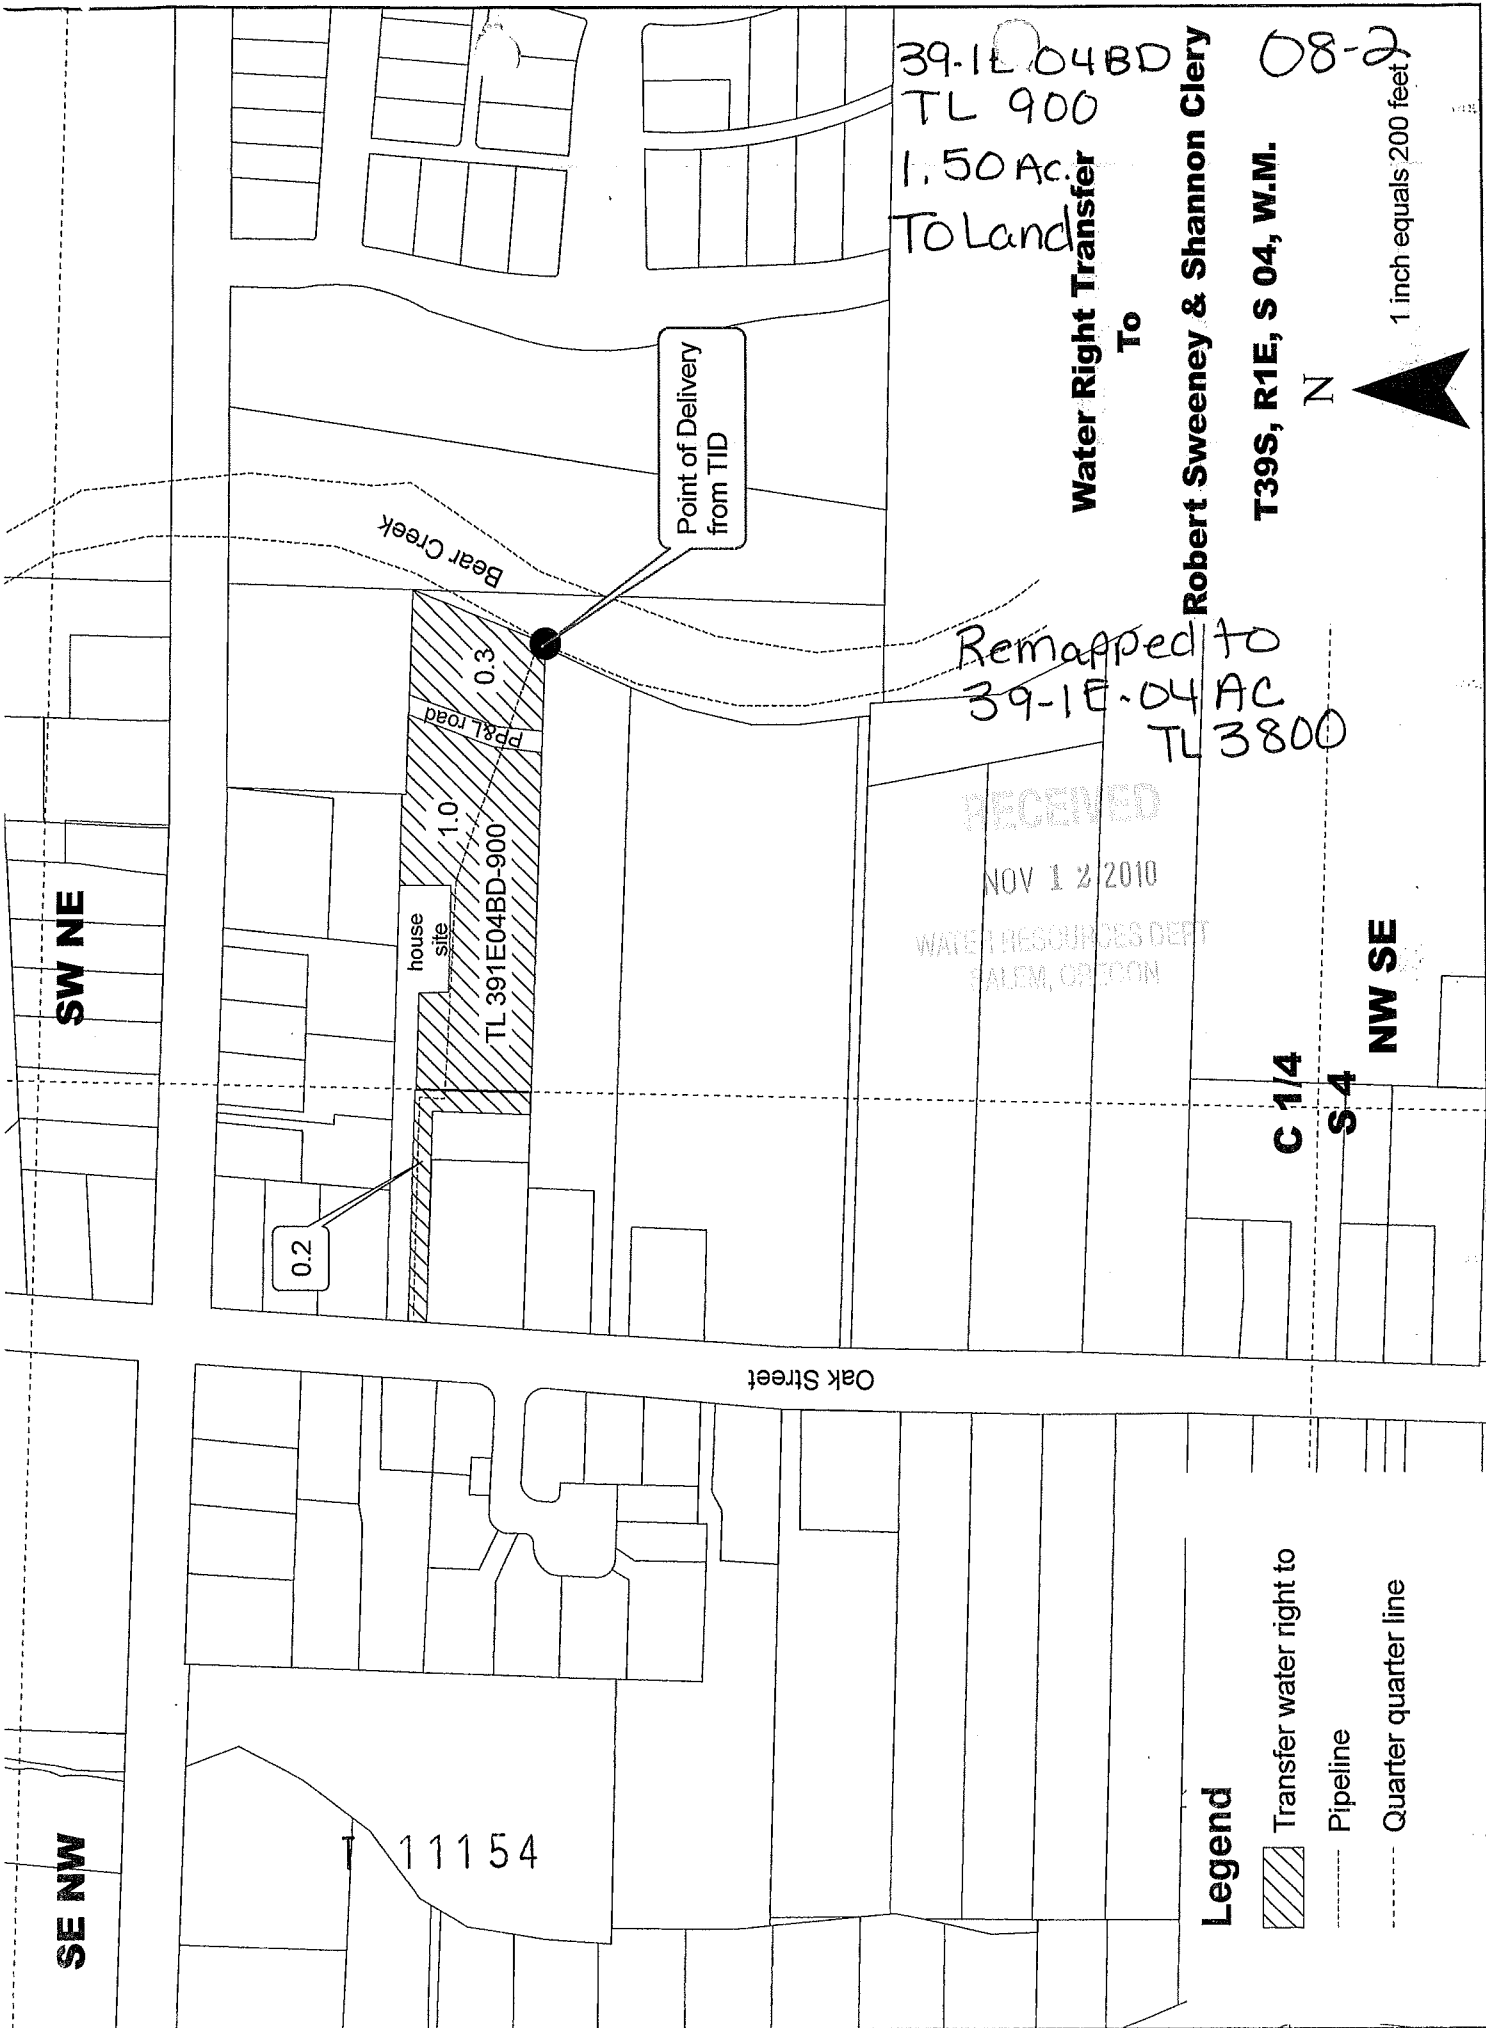 39-1E 04BD
TL 900
1.50 Ac.
To Land
08-2
Water Right Transfer
To
Robert Sweeney & Shannon Clery
T39S, R1E, S 04, W.M.
N
1 inch equals 200 feet
Remapped to
39-1E-04 AC
TL 3800
RECEIVED
NOV 12 2010
WATER RESOURCES DEPT
SALEM, OREGON
SW NE
SE NW
NW SE
C 1/4
S 4
Bear Creek
Point of Delivery
from TID
0.3
PP&L road
1.0
house
site
TL 391E04BD-900
0.2
Oak Street
T 11154
Legend
Transfer water right to
Pipeline
Quarter quarter line